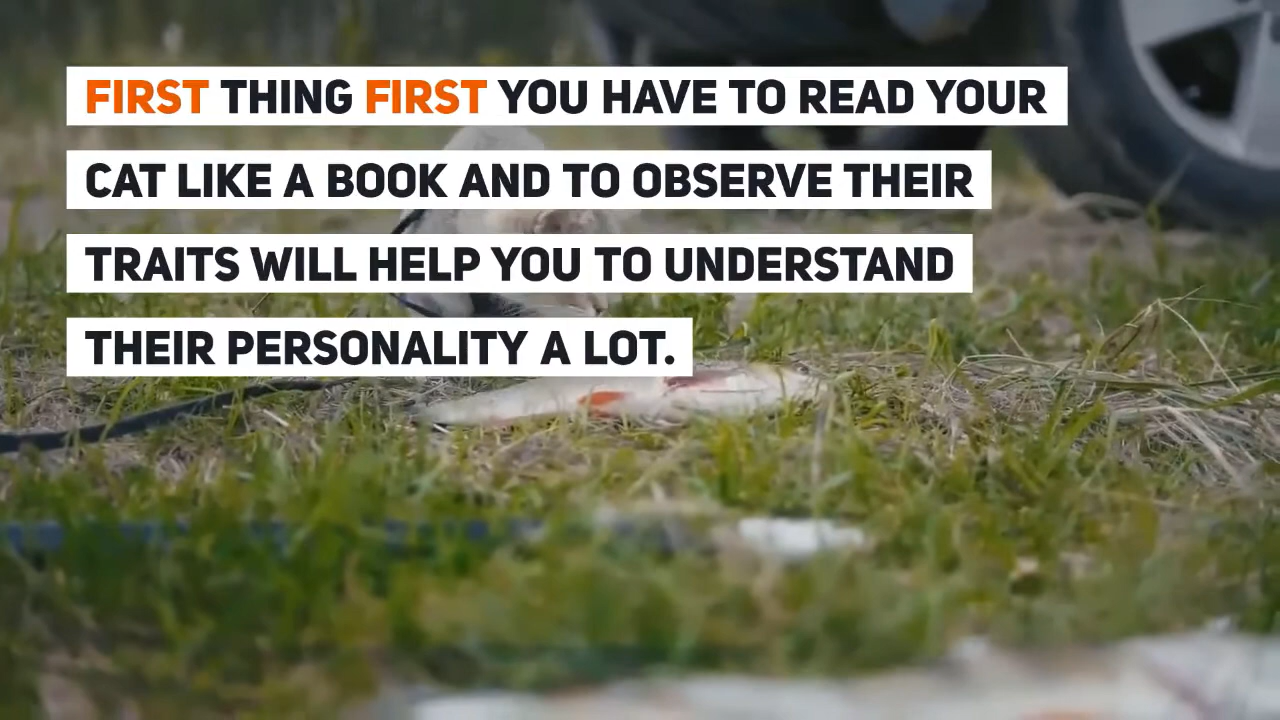 FIRST THING FIRST YOU HAVE TO READ YOUR
CAT LIKE A BOOK AND TO OBSERVE THEIR
TRAITS WILL HELP YOU TO UNDERSTAND
THEIR PERSONALITY A LOT.